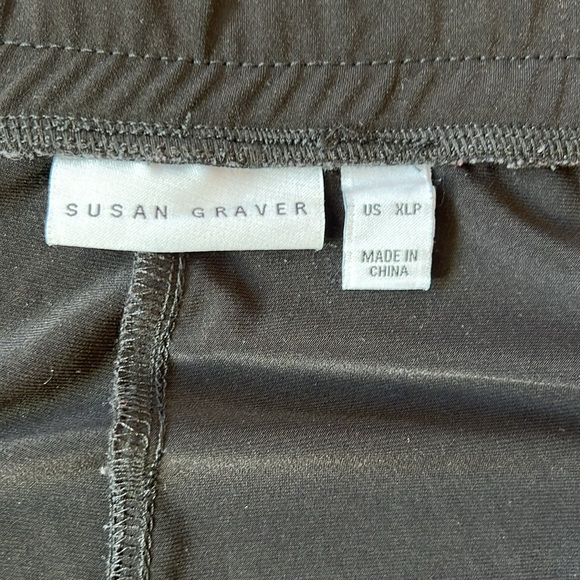 SUSAN GRAVER
US XLP
MADE IN
CHINA